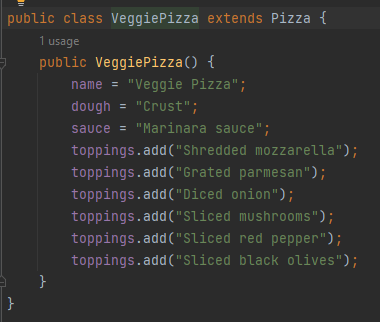 public class VeggiePizza extends Pizza {
1 usage
public VeggiePizza() {
name = "Veggie Pizza";
dough = "Crust";
sauce = "Marinara sauce";
toppings.add("Shredded mozzarella");
toppings.add("Grated parmesan");
toppings.add("Diced onion");
toppings.add("Sliced mushrooms");
toppings.add("Sliced red pepper");
toppings.add("Sliced black olives");
}
}